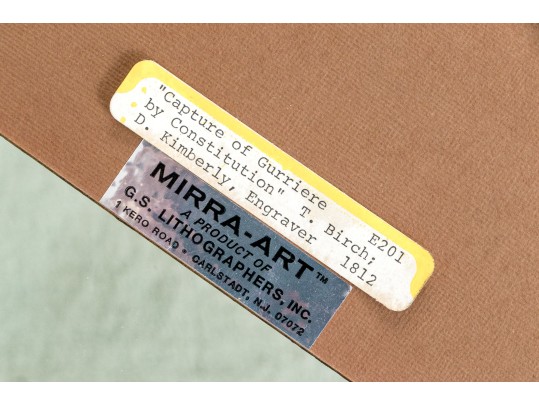 "Capture of Gurriere E201
by Constitution" T. Birch;
D. Kimberly, Engraver 1812
MIRRA-ART™
A PRODUCT OF
G.S. LITHOGRAPHERS, INC.
1 KERO ROAD • CARLSTADT, N.J. 07072